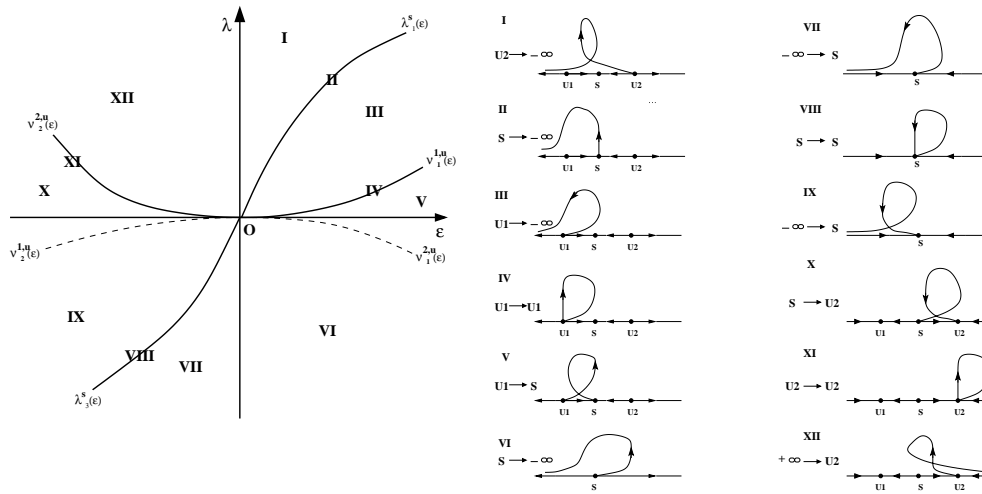 λ
I
λ^s_1(ε)
II
XII
III
ν^{2,u}_2(ε)
XI
ν^{1,u}_1(ε)
X
IV
V
O
ε
ν^{1,u}_2(ε)
ν^{2,u}_1(ε)
IX
VI
VIII
VII
λ^s_3(ε)
I
U2 → − ∞
U1 S U2
...
II
S → − ∞
U1 S U2
III
U1 → − ∞
U1 S U2
IV
U1 → U1
U1 S U2
V
U1 → S
U1 S U2
VI
S → − ∞
S
VII
− ∞ → S
S
VIII
S → S
S
IX
− ∞ → S
S
X
S → U2
U1 S U2
XI
U2 → U2
U1 S U2
XII
+ ∞ → U2
U1 S U2